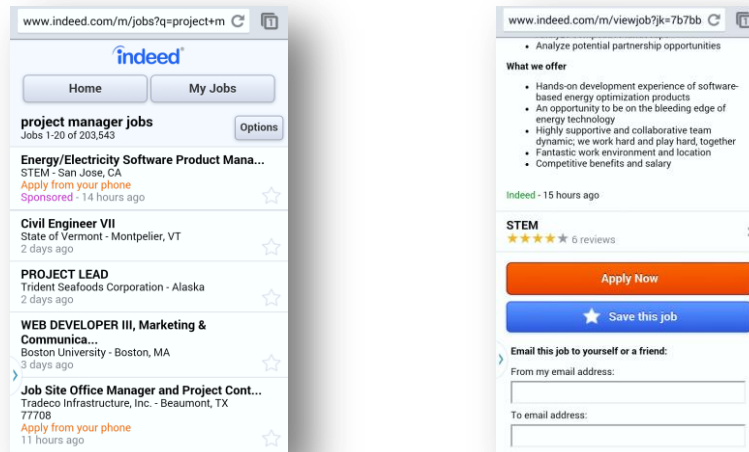 www.indeed.com/m/jobs?q=project+m
1
indeed
Home
My Jobs
project manager jobs
Jobs 1-20 of 203,543
Options
Energy/Electricity Software Product Mana...
STEM - San Jose, CA
Apply from your phone
Sponsored - 14 hours ago
Civil Engineer VII
State of Vermont - Montpelier, VT
2 days ago
PROJECT LEAD
Trident Seafoods Corporation - Alaska
2 days ago
WEB DEVELOPER III, Marketing &
Communica...
Boston University - Boston, MA
3 days ago
Job Site Office Manager and Project Cont...
Tradeco Infrastructure, Inc. - Beaumont, TX
77708
Apply from your phone
11 hours ago
www.indeed.com/m/viewjob?jk=7b7bb
• Analyze potential partnership opportunities
What we offer
• Hands-on development experience of software-
based energy optimization products
• An opportunity to be on the bleeding edge of
energy technology
• Highly supportive and collaborative team
dynamic; we work hard and play hard, together
• Fantastic work environment and location
• Competitive benefits and salary
Indeed - 15 hours ago
STEM
6 reviews
Apply Now
Save this job
Email this job to yourself or a friend:
From my email address:
To email address: